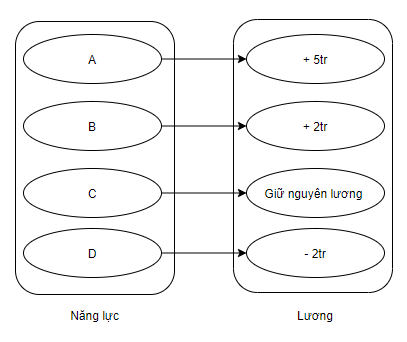 A
+ 5tr
B
+ 2tr
C
Giữ nguyên lương
D
- 2tr
Năng lực
Lương